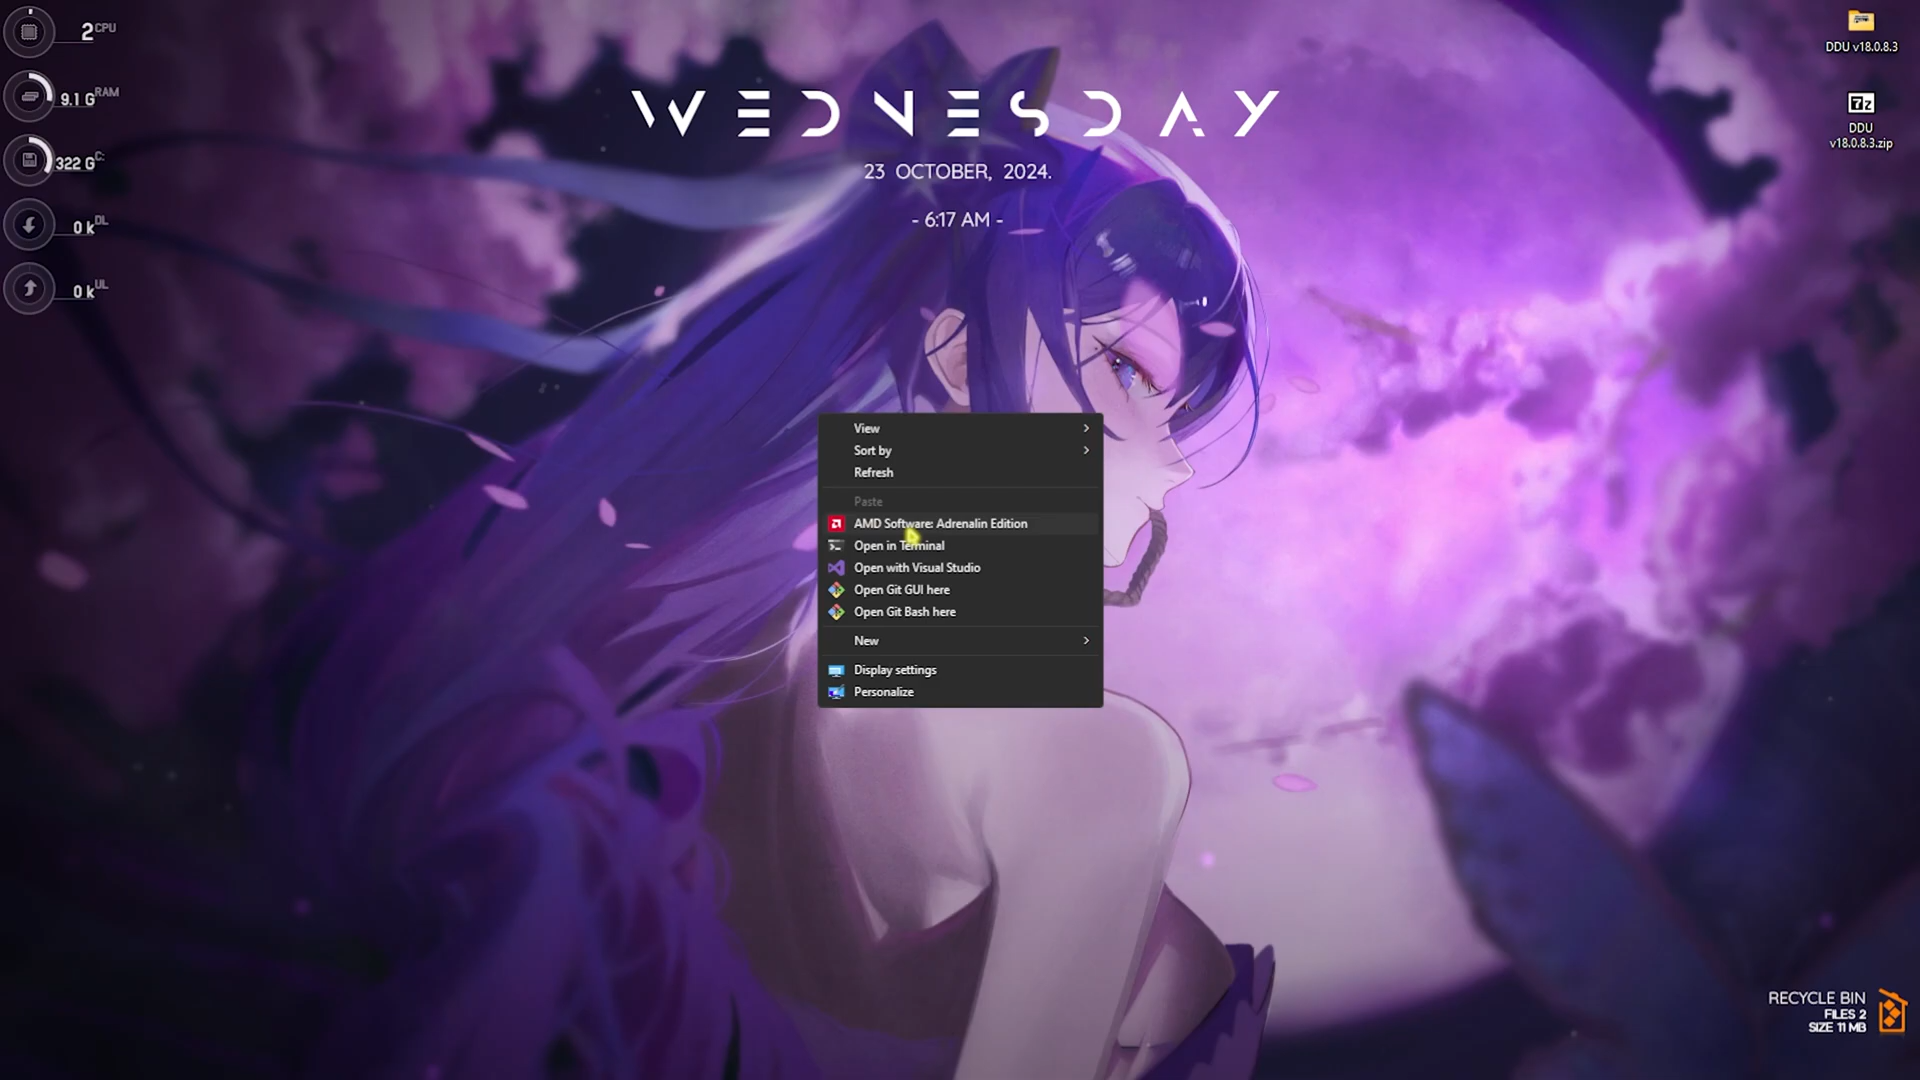 2 CPU
9.1 G RAM
322 G C:
0 k DL
0 k UL
WEDNESDAY
23 OCTOBER, 2024.
- 6:17 AM -
DDU v18.0.8.3
7z
DDU
v18.0.8.3.zip
View
Sort by
Refresh
Paste
AMD Software: Adrenalin Edition
Open in Terminal
Open with Visual Studio
Open Git GUI here
Open Git Bash here
New
Display settings
Personalize
RECYCLE BIN
FILES 2
SIZE 11 MB